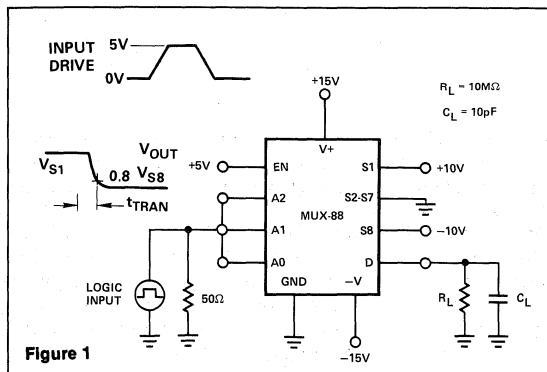 INPUT DRIVE
5V
0V
+15V
R_L = 10MΩ
C_L = 10pF
V_S1
V_OUT
0.8 V_S8
t_TRAN
+5V
EN
A2
A1
A0
V+
MUX-88
GND
-V
S1
S2-S7
S8
D
+10V
-10V
LOGIC INPUT
50Ω
R_L
C_L
-15V
Figure 1